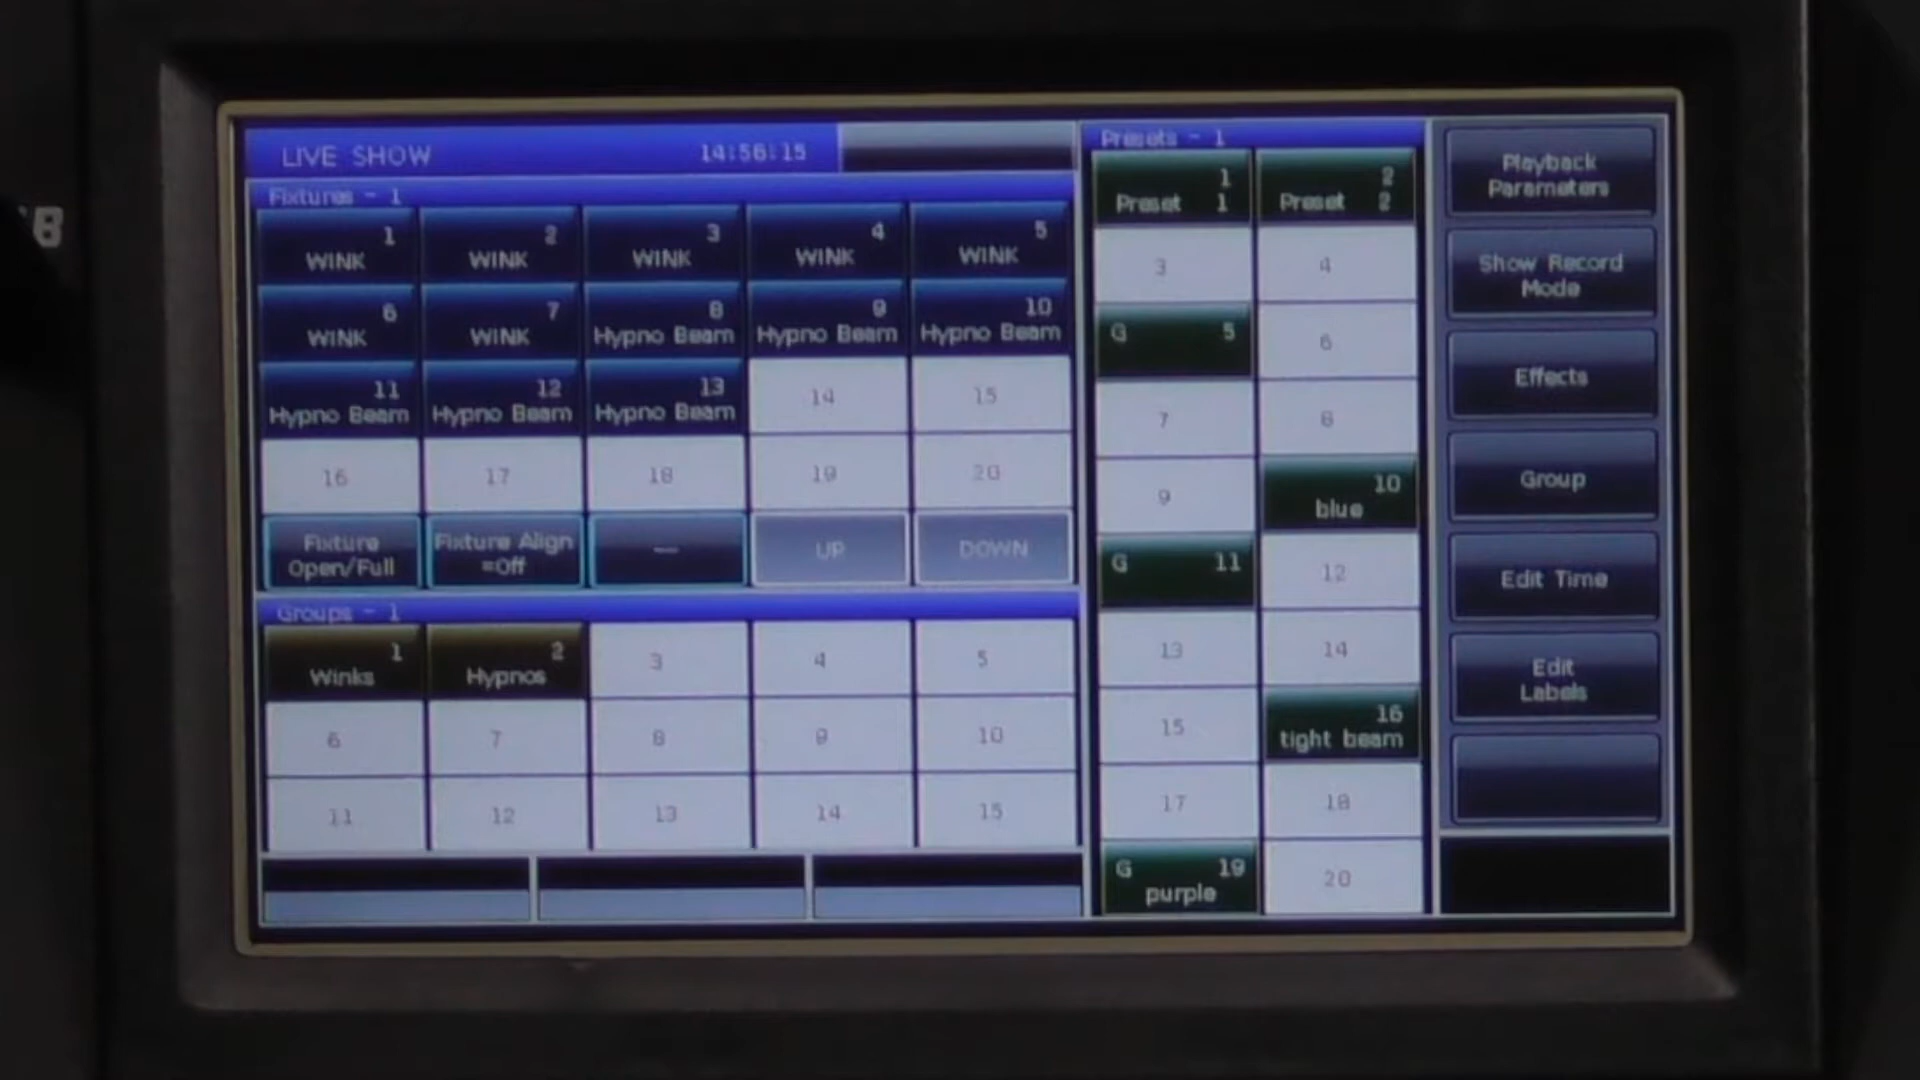 B
LIVE SHOW 14:56:15
Fixtures - 1
1 2 3 4 5
WINK WINK WINK WINK WINK
6 7 8 9 10
WINK WINK Hypno Beam Hypno Beam Hypno Beam
11 12 13 14 15
Hypno Beam Hypno Beam Hypno Beam
16 17 18 19 20
Fixture Fixture Align — UP DOWN
Open/Full =Off
Groups - 1
1 2 3 4 5
Winks Hypnos
6 7 8 9 10
11 12 13 14 15
Presets - 1
1 2
Preset 1 Preset 2
3 4
G 5 6
7 8
9 10
blue
G 11 12
13 14
15 16
tight beam
17 18
G 19 20
purple
Playback
Parameters
Show Record
Mode
Effects
Group
Edit Time
Edit
Labels